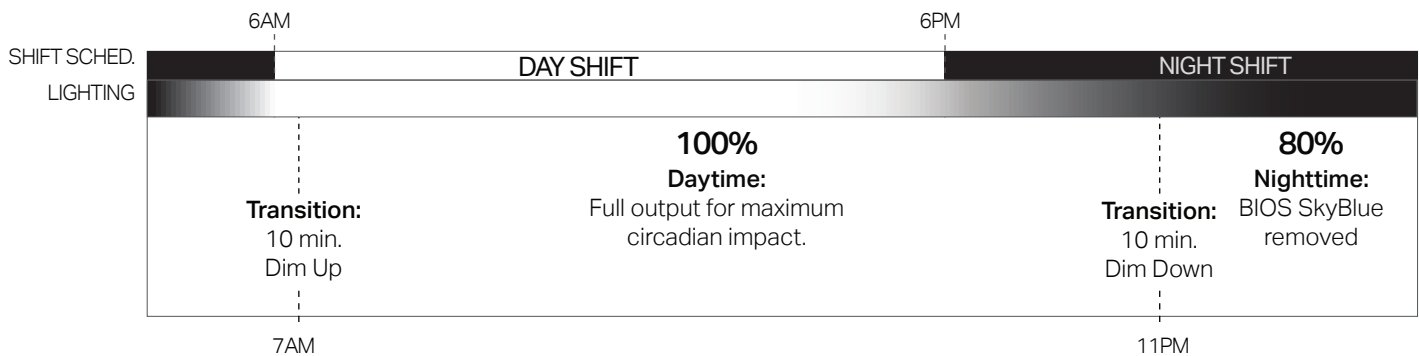 6AM
6PM
SHIFT SCHED.
DAY SHIFT
NIGHT SHIFT
LIGHTING
100%
Daytime:
Full output for maximum
circadian impact.
80%
Nighttime:
BIOS SkyBlue
removed
Transition:
10 min.
Dim Up
Transition:
10 min.
Dim Down
7AM
11PM